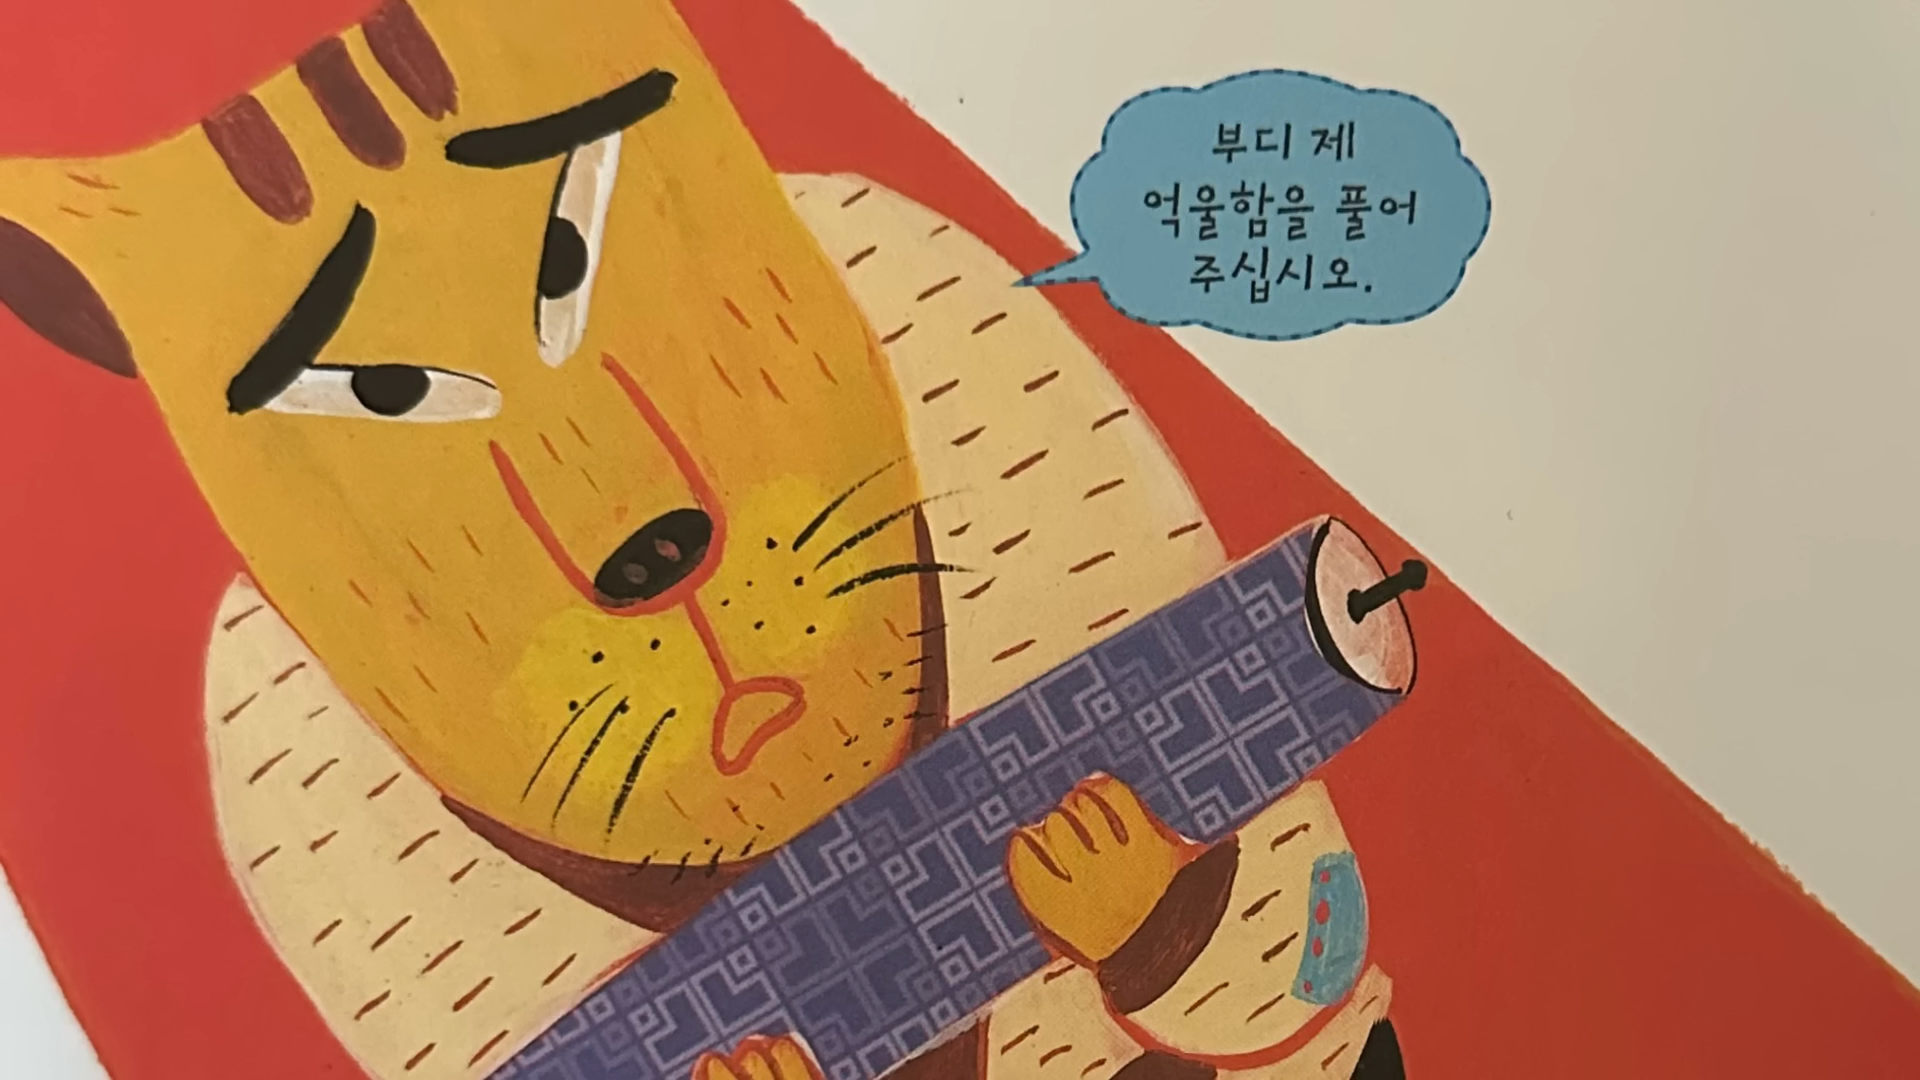 부디 제
억울함을 풀어
주십시오.